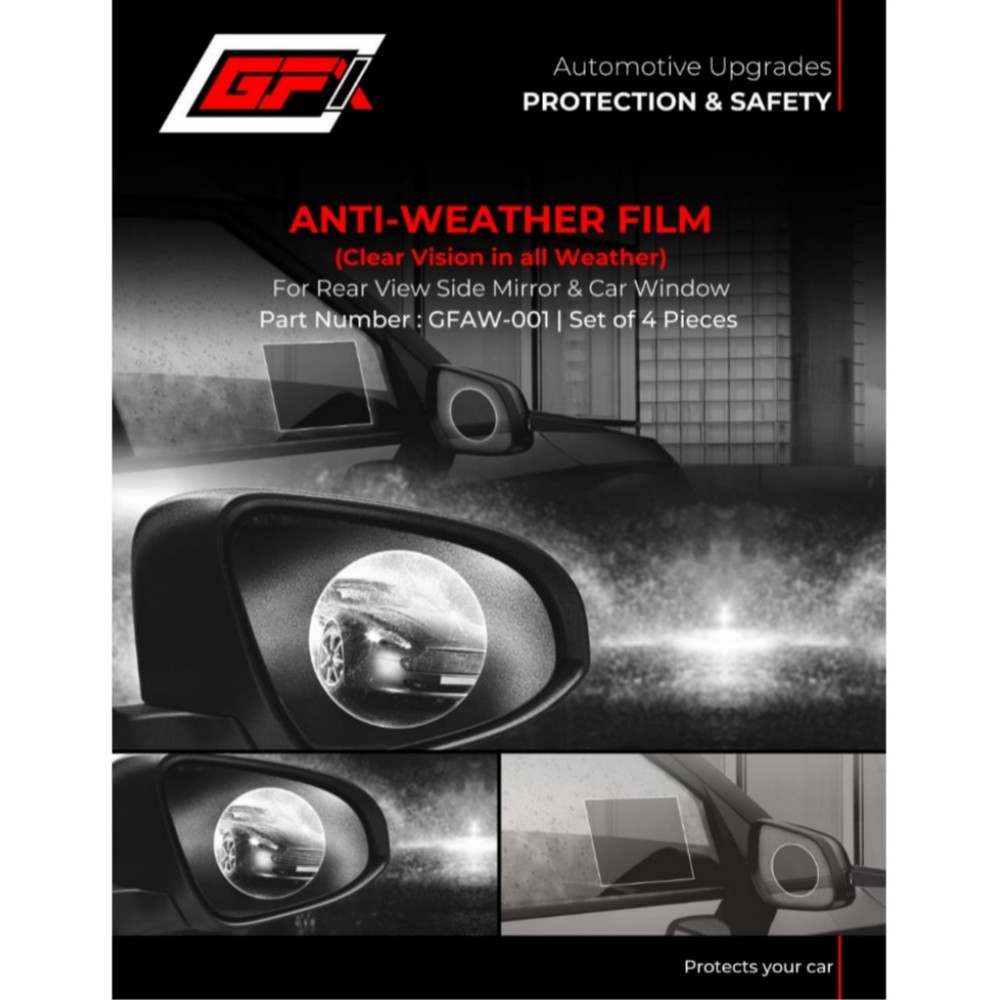 GFX
Automotive Upgrades
PROTECTION & SAFETY
ANTI-WEATHER FILM
(Clear Vision in all Weather)
For Rear View Side Mirror & Car Window
Part Number : GFAW-001 | Set of 4 Pieces
Protects your car